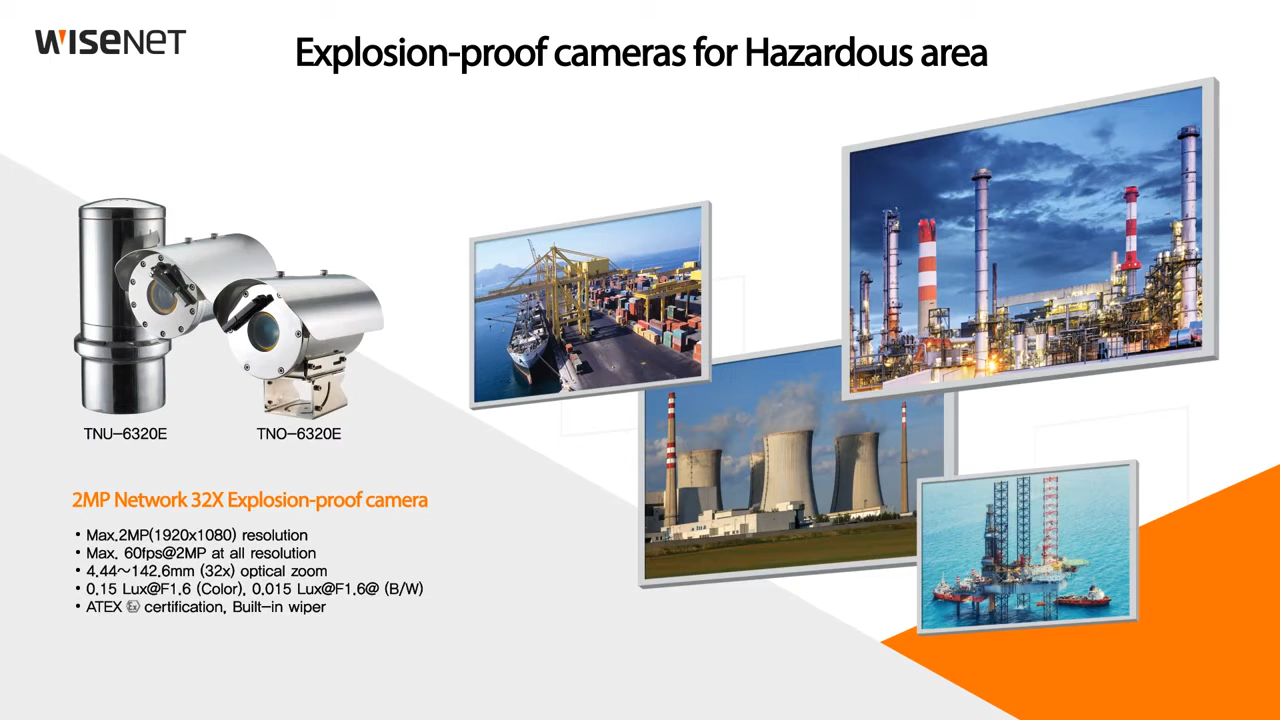 WISENET
Explosion-proof cameras for Hazardous area
TNU-6320E
TNO-6320E
2MP Network 32X Explosion-proof camera
• Max.2MP(1920x1080) resolution
• Max. 60fps@2MP at all resolution
• 4.44~142.6mm (32x) optical zoom
• 0.15 Lux@F1.6 (Color), 0.015 Lux@F1.6@ (B/W)
• ATEX certification, Built-in wiper